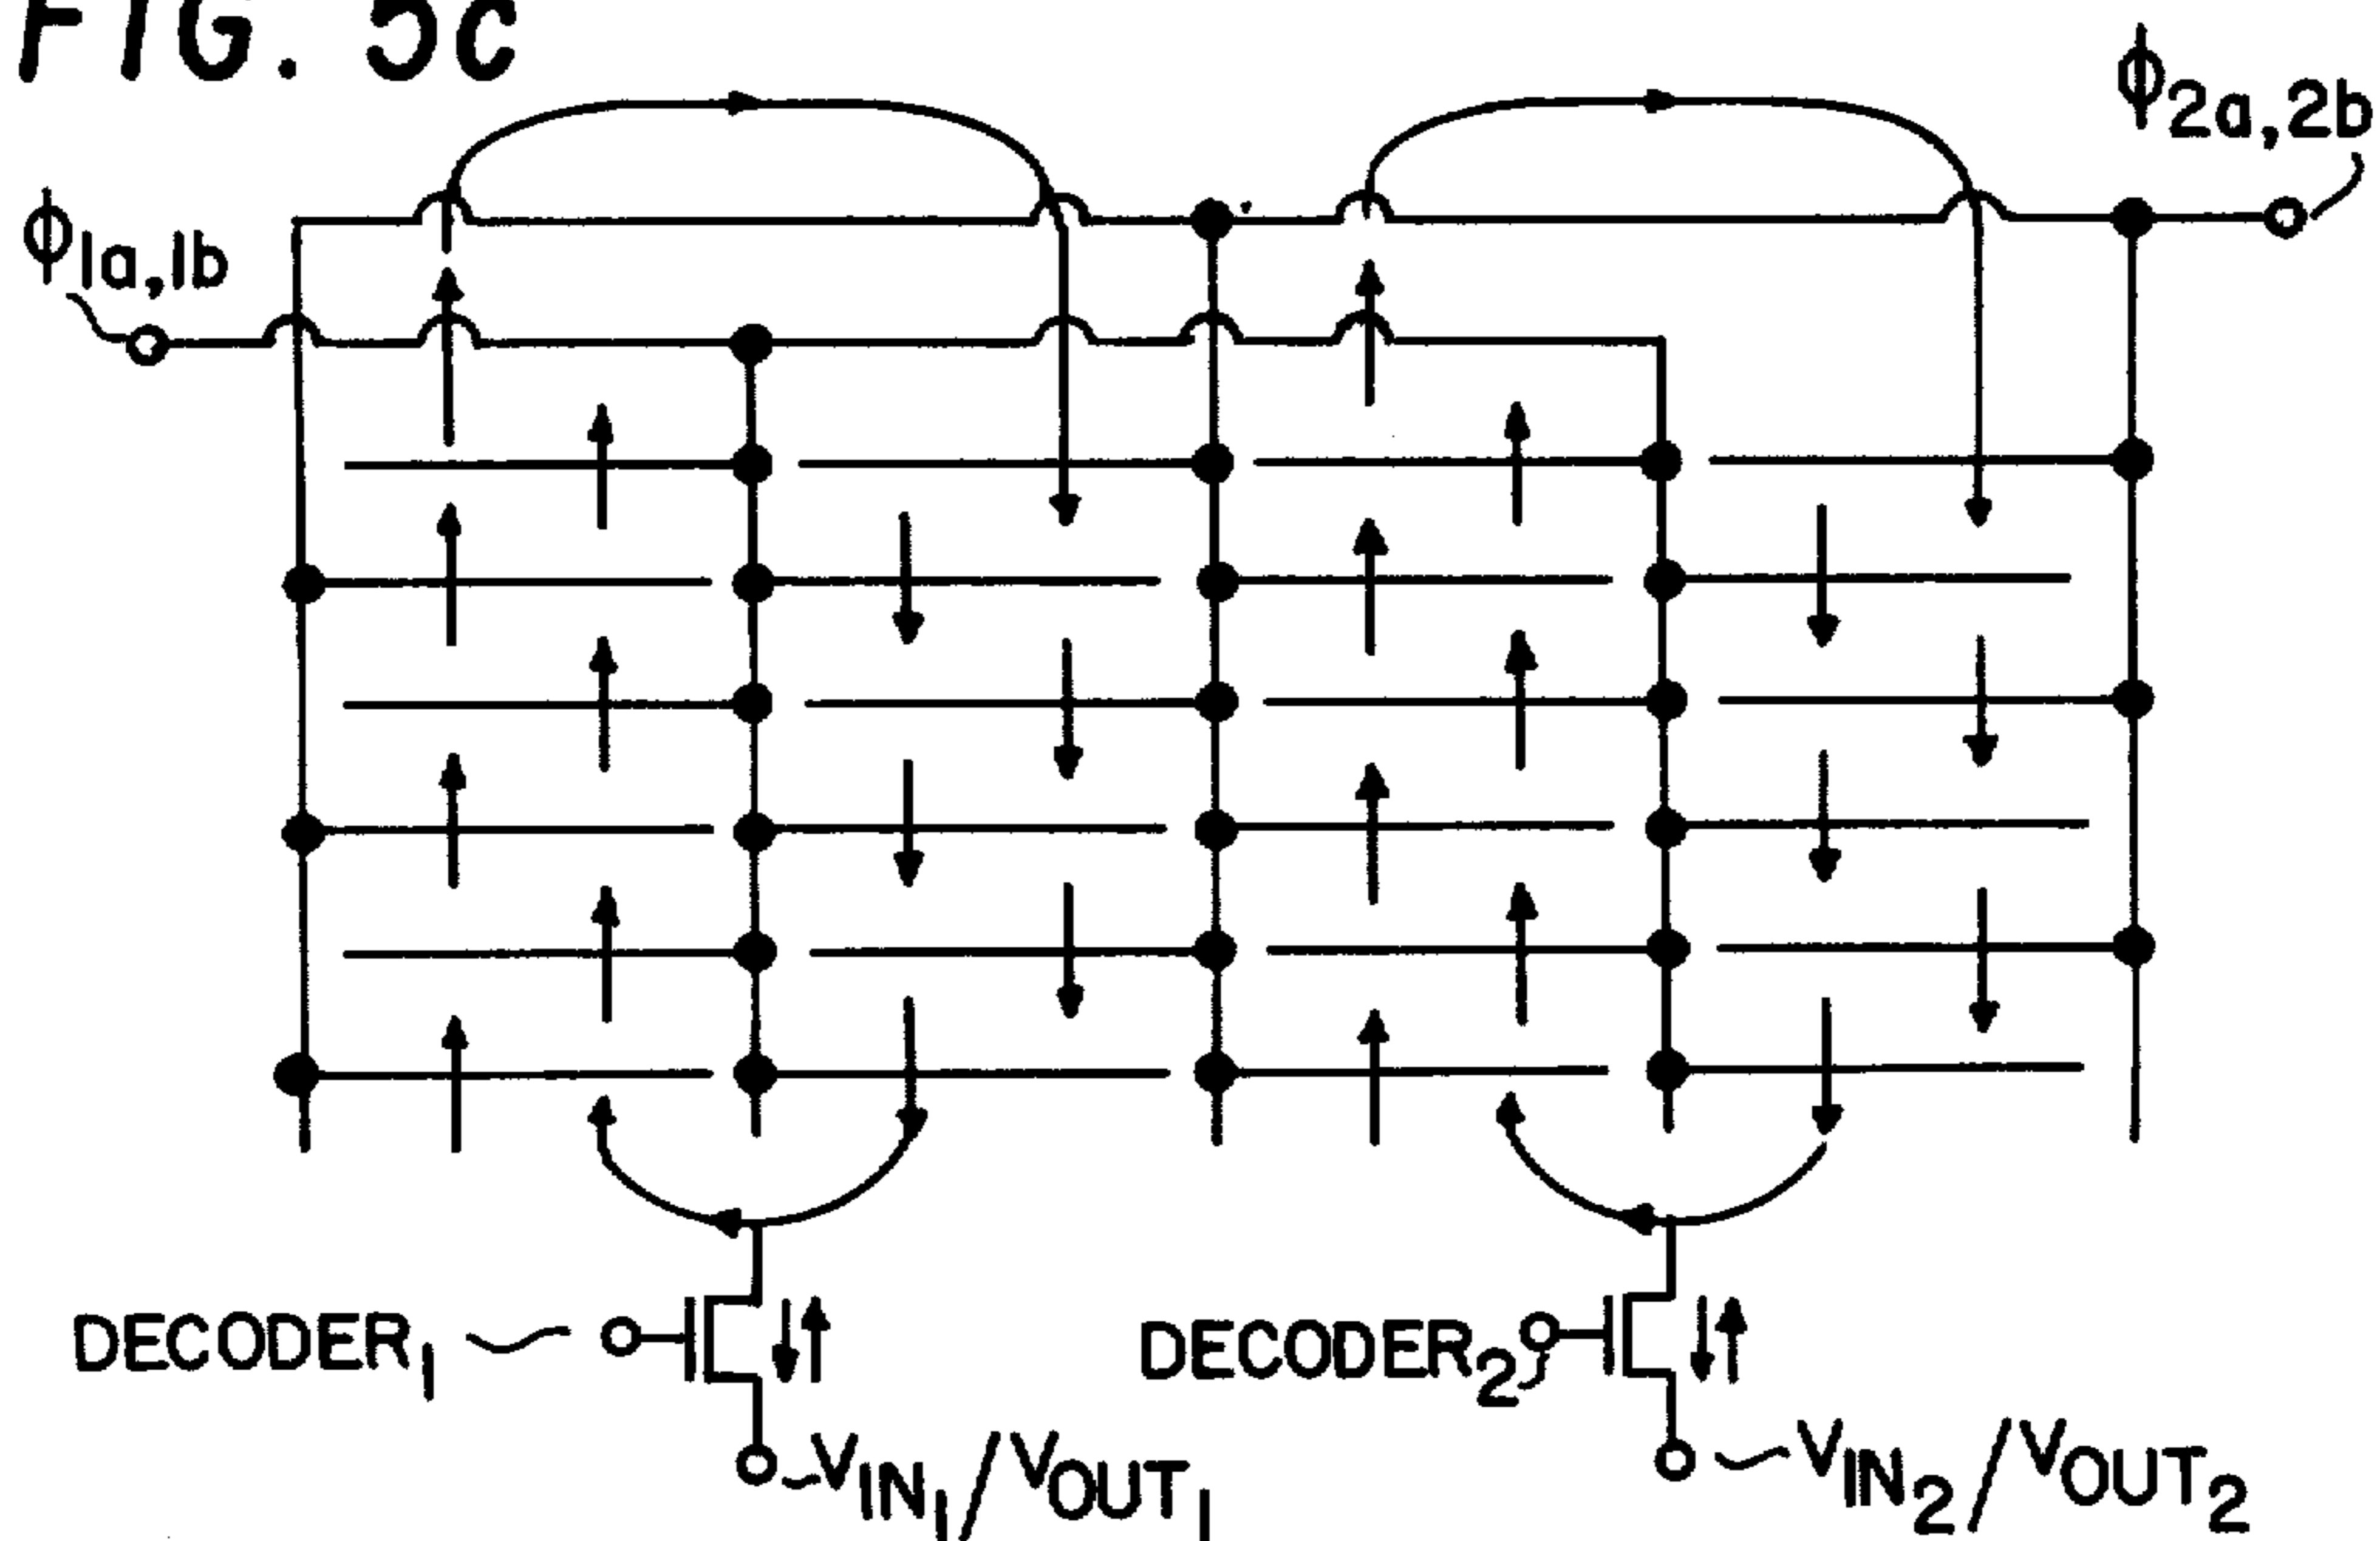 FIG. 5c
ϕ2a,2b
ϕ1a,1b
DECODER1
DECODER2
VIN1/VOUT1
VIN2/VOUT2